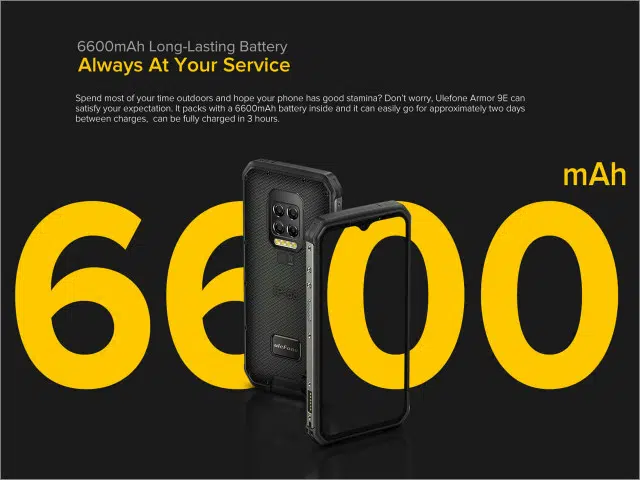 6600mAh Long-Lasting Battery
Always At Your Service
Spend most of your time outdoors and hope your phone has good stamina? Don't worry, Ulefone Armor 9E can
satisfy your expectation. It packs with a 6600mAh battery inside and it can easily go for approximately two days
between charges,  can be fully charged in 3 hours.
mAh
6600
ulefone